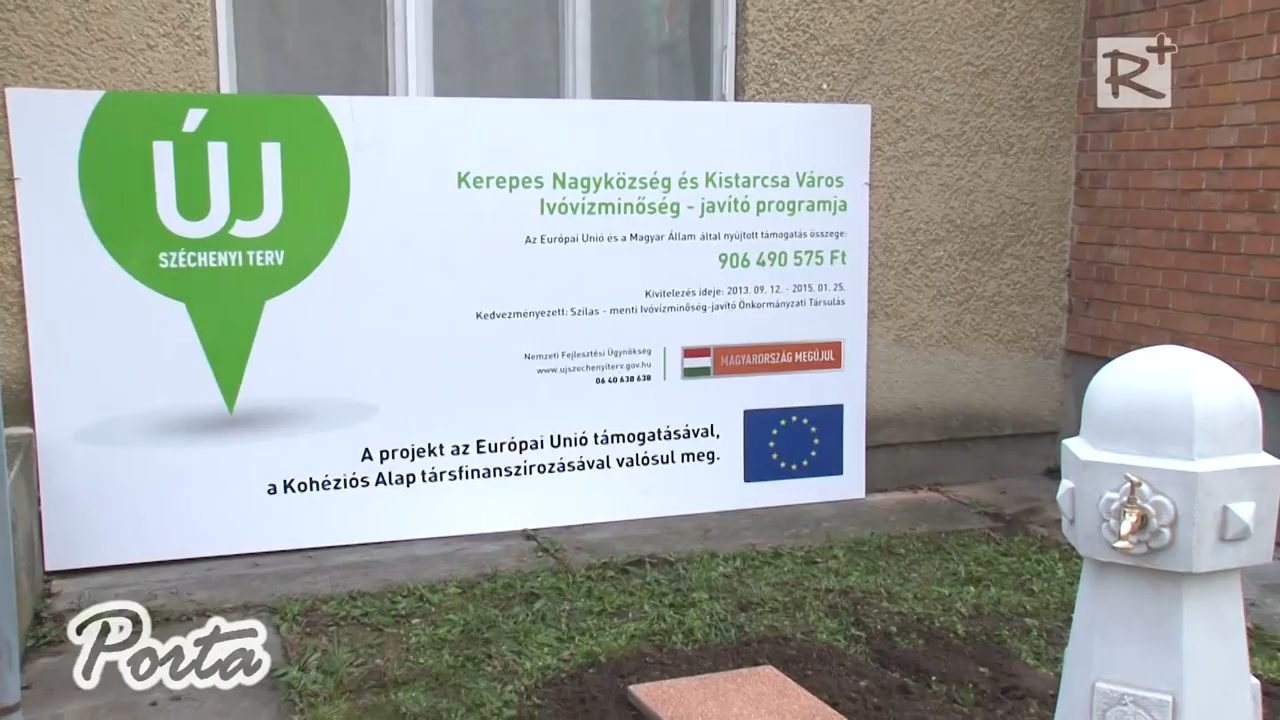 R+
ÚJ
SZÉCHENYI TERV
Kerepes Nagyközség és Kistarcsa Város
Ivóvízminőség - javító programja
Az Európai Unió és a Magyar Állam által nyújtott támogatás összege:
906 490 575 Ft
Kivitelezés ideje: 2013. 09. 12. - 2015. 01. 25.
Kedvezményezett: Szilas - menti Ivóvízminőség-javító Önkormányzati Társulás
Nemzeti Fejlesztési Ügynökség
www.ujszechenyiterv.gov.hu
06 40 638 638
MAGYARORSZÁG MEGÚJUL
A projekt az Európai Unió támogatásával,
a Kohéziós Alap társfinanszírozásával valósul meg.
Porta